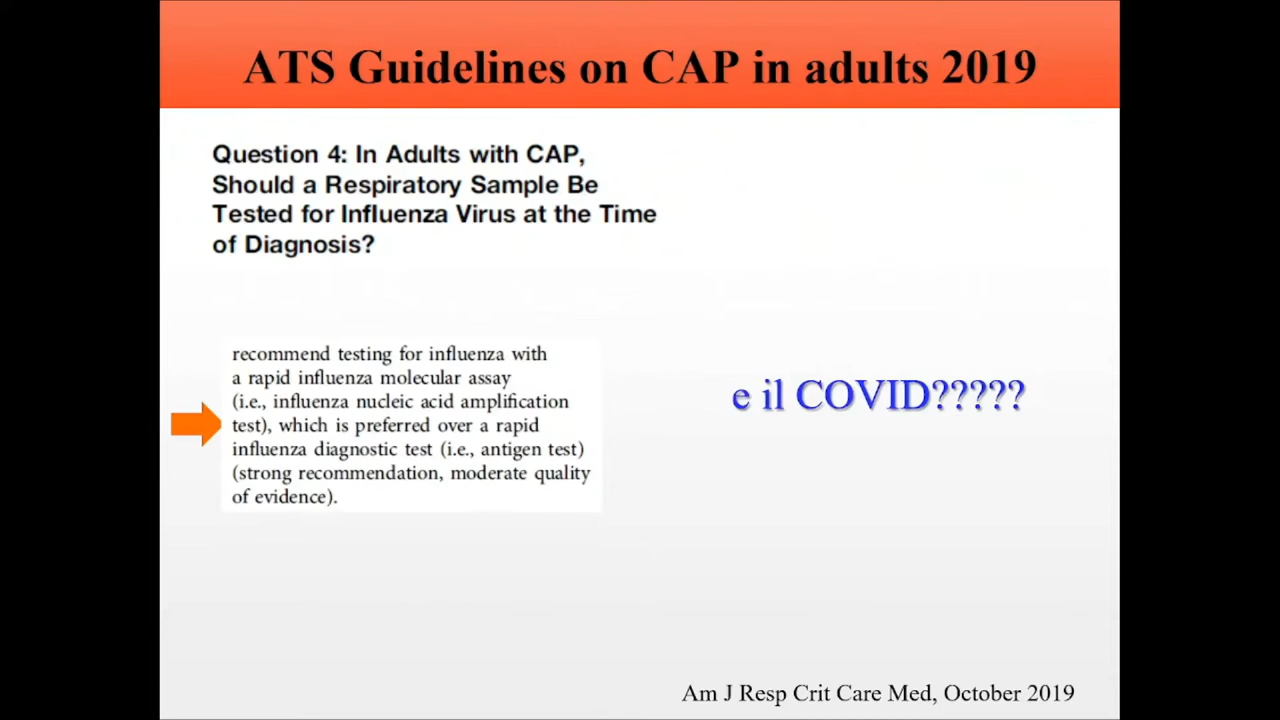 ATS Guidelines on CAP in adults 2019
Question 4: In Adults with CAP,
Should a Respiratory Sample Be
Tested for Influenza Virus at the Time
of Diagnosis?
recommend testing for influenza with
a rapid influenza molecular assay
(i.e., influenza nucleic acid amplification
test), which is preferred over a rapid
influenza diagnostic test (i.e., antigen test)
(strong recommendation, moderate quality
of evidence).
e il COVID?????
Am J Resp Crit Care Med, October 2019